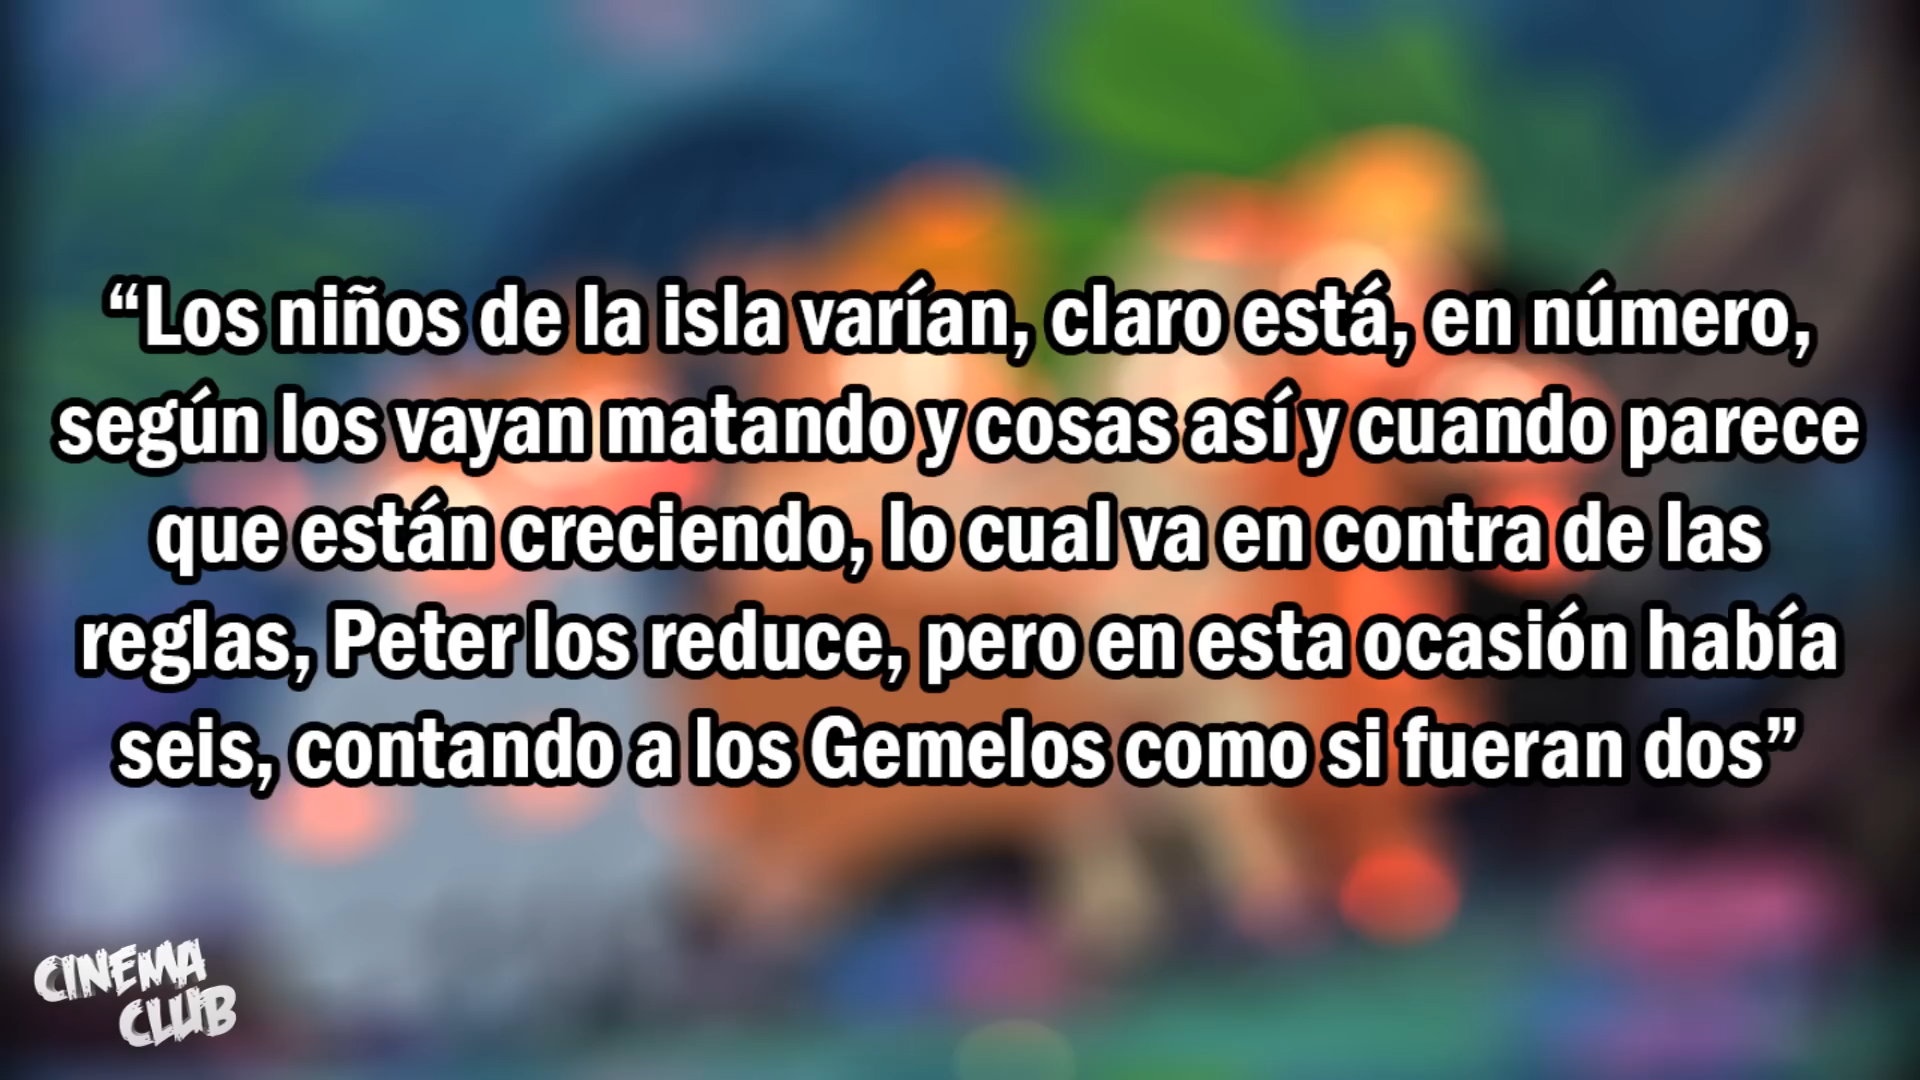 “Los niños de la isla varían, claro está, en número,
según los vayan matando y cosas así y cuando parece
que están creciendo, lo cual va en contra de las
reglas, Peter los reduce, pero en esta ocasión había
seis, contando a los Gemelos como si fueran dos”
CINEMA
CLUB